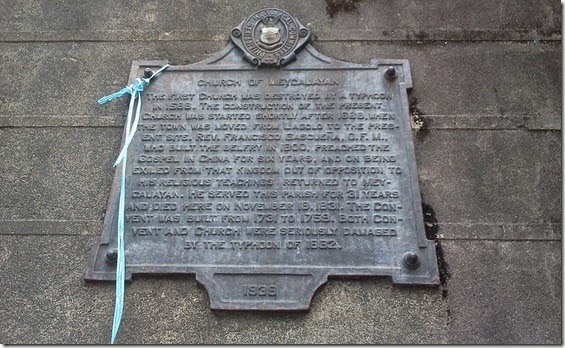 CHURCH OF MEYCAUAYAN
THE FIRST CHURCH WAS DESTROYED BY A TYPHOON
IN 1588. THE CONSTRUCTION OF THE PRESENT
CHURCH WAS STARTED SHORTLY AFTER 1668, WHEN
THE TOWN WAS MOVED FROM LAGOLO TO THE PRES-
ENT SITE. REV. FRANCISCO GASCUEÑA, O.F.M.,
WHO BUILT THE BELFRY IN 1800, PREACHED THE
GOSPEL IN CHINA FOR SIX YEARS, AND ON BEING
EXILED FROM THAT KINGDOM OUT OF OPPOSITION TO
HIS RELIGIOUS TEACHINGS RETURNED TO MEY-
CAUAYAN. HE SERVED THIS PARISH FOR 31 YEARS
AND DIED HERE ON NOVEMBER 16, 1831. THE CON-
VENT WAS BUILT FROM 1731 TO 1759. BOTH CON-
VENT AND CHURCH WERE SERIOUSLY DAMAGED
BY THE TYPHOON OF 1882.
1939